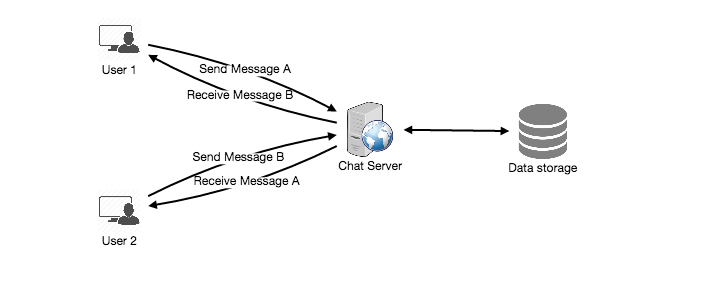 User 1
Send Message A
Receive Message B
Send Message B
Receive Message A
User 2
Chat Server
Data storage